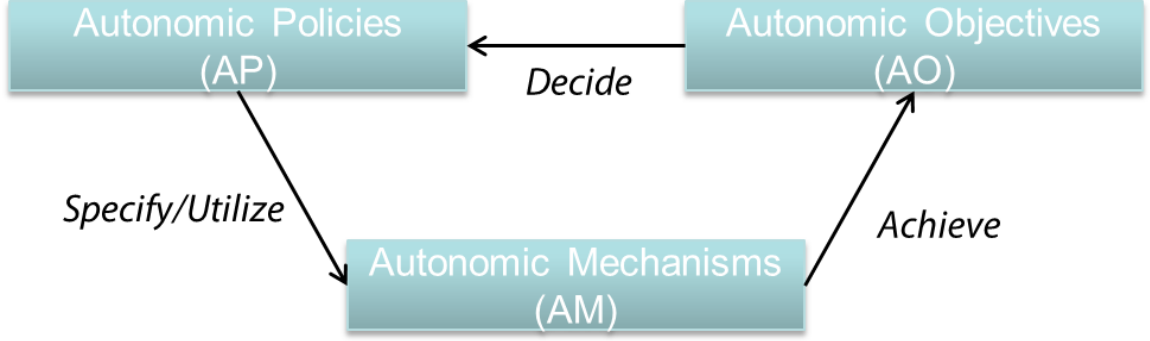 Autonomic Policies
(AP)
Autonomic Objectives
(AO)
Decide
Specify/Utilize
Achieve
Autonomic Mechanisms
(AM)